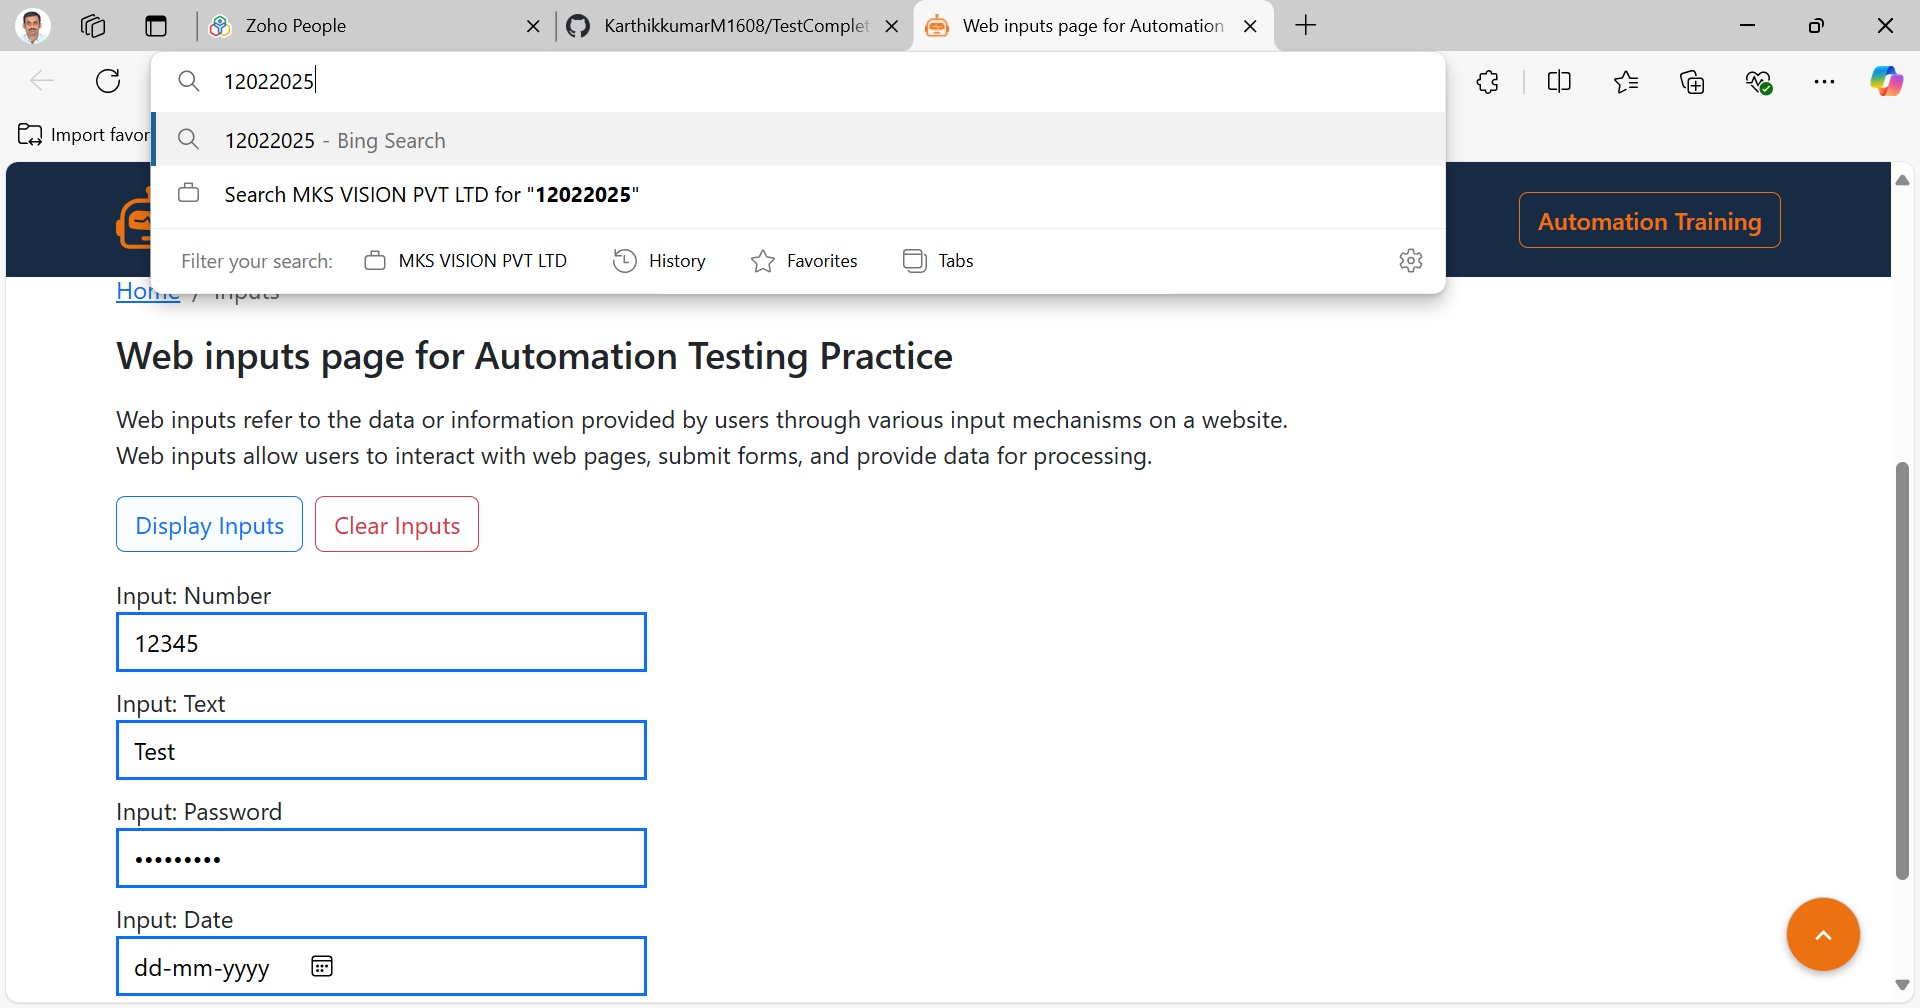 Zoho People
KarthikkumarM1608/TestComplet
Web inputs page for Automation
12022025
Import favor
12022025 - Bing Search
Search MKS VISION PVT LTD for "12022025"
Filter your search: MKS VISION PVT LTD History Favorites Tabs
Automation Training
Home / Inputs
Web inputs page for Automation Testing Practice
Web inputs refer to the data or information provided by users through various input mechanisms on a website.
Web inputs allow users to interact with web pages, submit forms, and provide data for processing.
Display Inputs Clear Inputs
Input: Number
12345
Input: Text
Test
Input: Password
•••••••••
Input: Date
dd-mm-yyyy